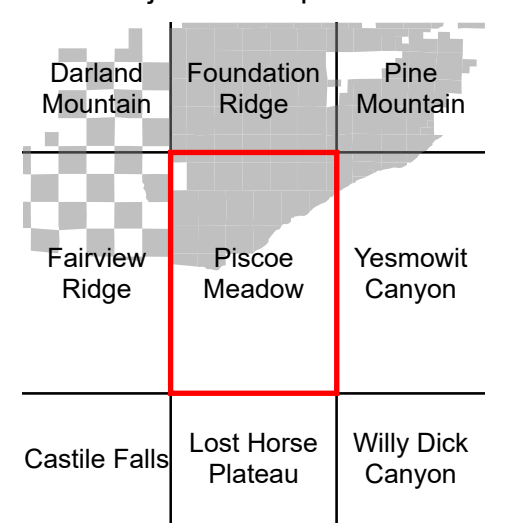 Darland
Mountain
Foundation
Ridge
Pine
Mountain
Fairview
Ridge
Piscoe
Meadow
Yesmowit
Canyon
Castile Falls
Lost Horse
Plateau
Willy Dick
Canyon